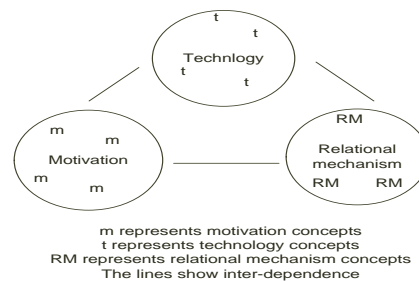 t
t
Technlogy
t
t
m
m
Motivation
m
m
RM
Relational
mechanism
RM RM
m represents motivation concepts
t represents technology concepts
RM represents relational mechanism concepts
The lines show inter-dependence